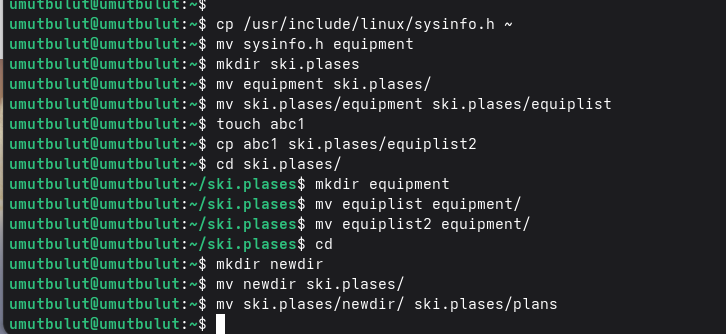 umutbulut@umutbulut:~$
umutbulut@umutbulut:~$ cp /usr/include/linux/sysinfo.h ~
umutbulut@umutbulut:~$ mv sysinfo.h equipment
umutbulut@umutbulut:~$ mkdir ski.plases
umutbulut@umutbulut:~$ mv equipment ski.plases/
umutbulut@umutbulut:~$ mv ski.plases/equipment ski.plases/equiplist
umutbulut@umutbulut:~$ touch abc1
umutbulut@umutbulut:~$ cp abc1 ski.plases/equiplist2
umutbulut@umutbulut:~$ cd ski.plases/
umutbulut@umutbulut:~/ski.plases$ mkdir equipment
umutbulut@umutbulut:~/ski.plases$ mv equiplist equipment/
umutbulut@umutbulut:~/ski.plases$ mv equiplist2 equipment/
umutbulut@umutbulut:~/ski.plases$ cd
umutbulut@umutbulut:~$ mkdir newdir
umutbulut@umutbulut:~$ mv newdir ski.plases/
umutbulut@umutbulut:~$ mv ski.plases/newdir/ ski.plases/plans
umutbulut@umutbulut:~$